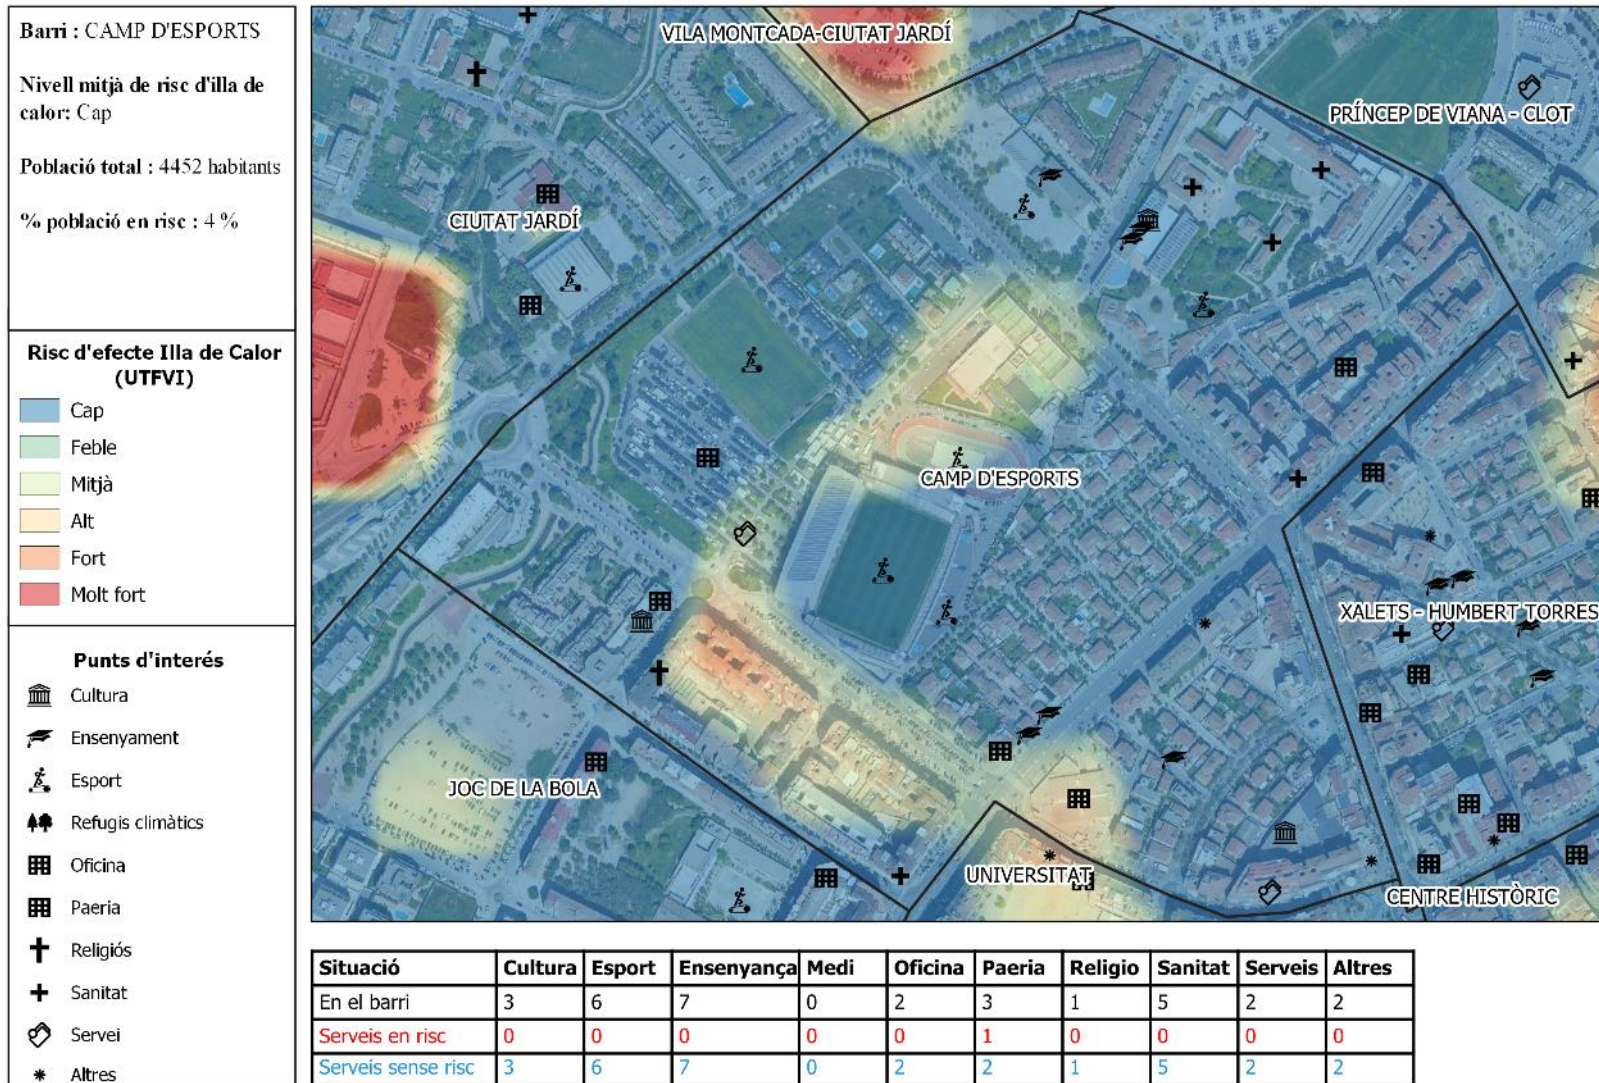 Barri : CAMP D'ESPORTS
Nivell mitjà de risc d'illa de
calor: Cap
Població total : 4452 habitants
% població en risc : 4 %
Risc d'efecte Illa de Calor
(UTFVI)
Cap
Feble
Mitjà
Alt
Fort
Molt fort
Punts d'interés
Cultura
Ensenyament
Esport
Refugis climàtics
Oficina
Paeria
Religiós
Sanitat
Servei
Altres
VILA MONTCADA-CIUTAT JARDÍ
PRÍNCEP DE VIANA - CLOT
CIUTAT JARDÍ
CAMP D'ESPORTS
XALETS - HUMBERT TORRES
JOC DE LA BOLA
UNIVERSITAT
CENTRE HISTÒRIC
Situació Cultura Esport Ensenyança Medi Oficina Paeria Religio Sanitat Serveis Altres
En el barri 3 6 7 0 2 3 1 5 2 2
Serveis en risc 0 0 0 0 0 1 0 0 0 0
Serveis sense risc 3 6 7 0 2 2 1 5 2 2